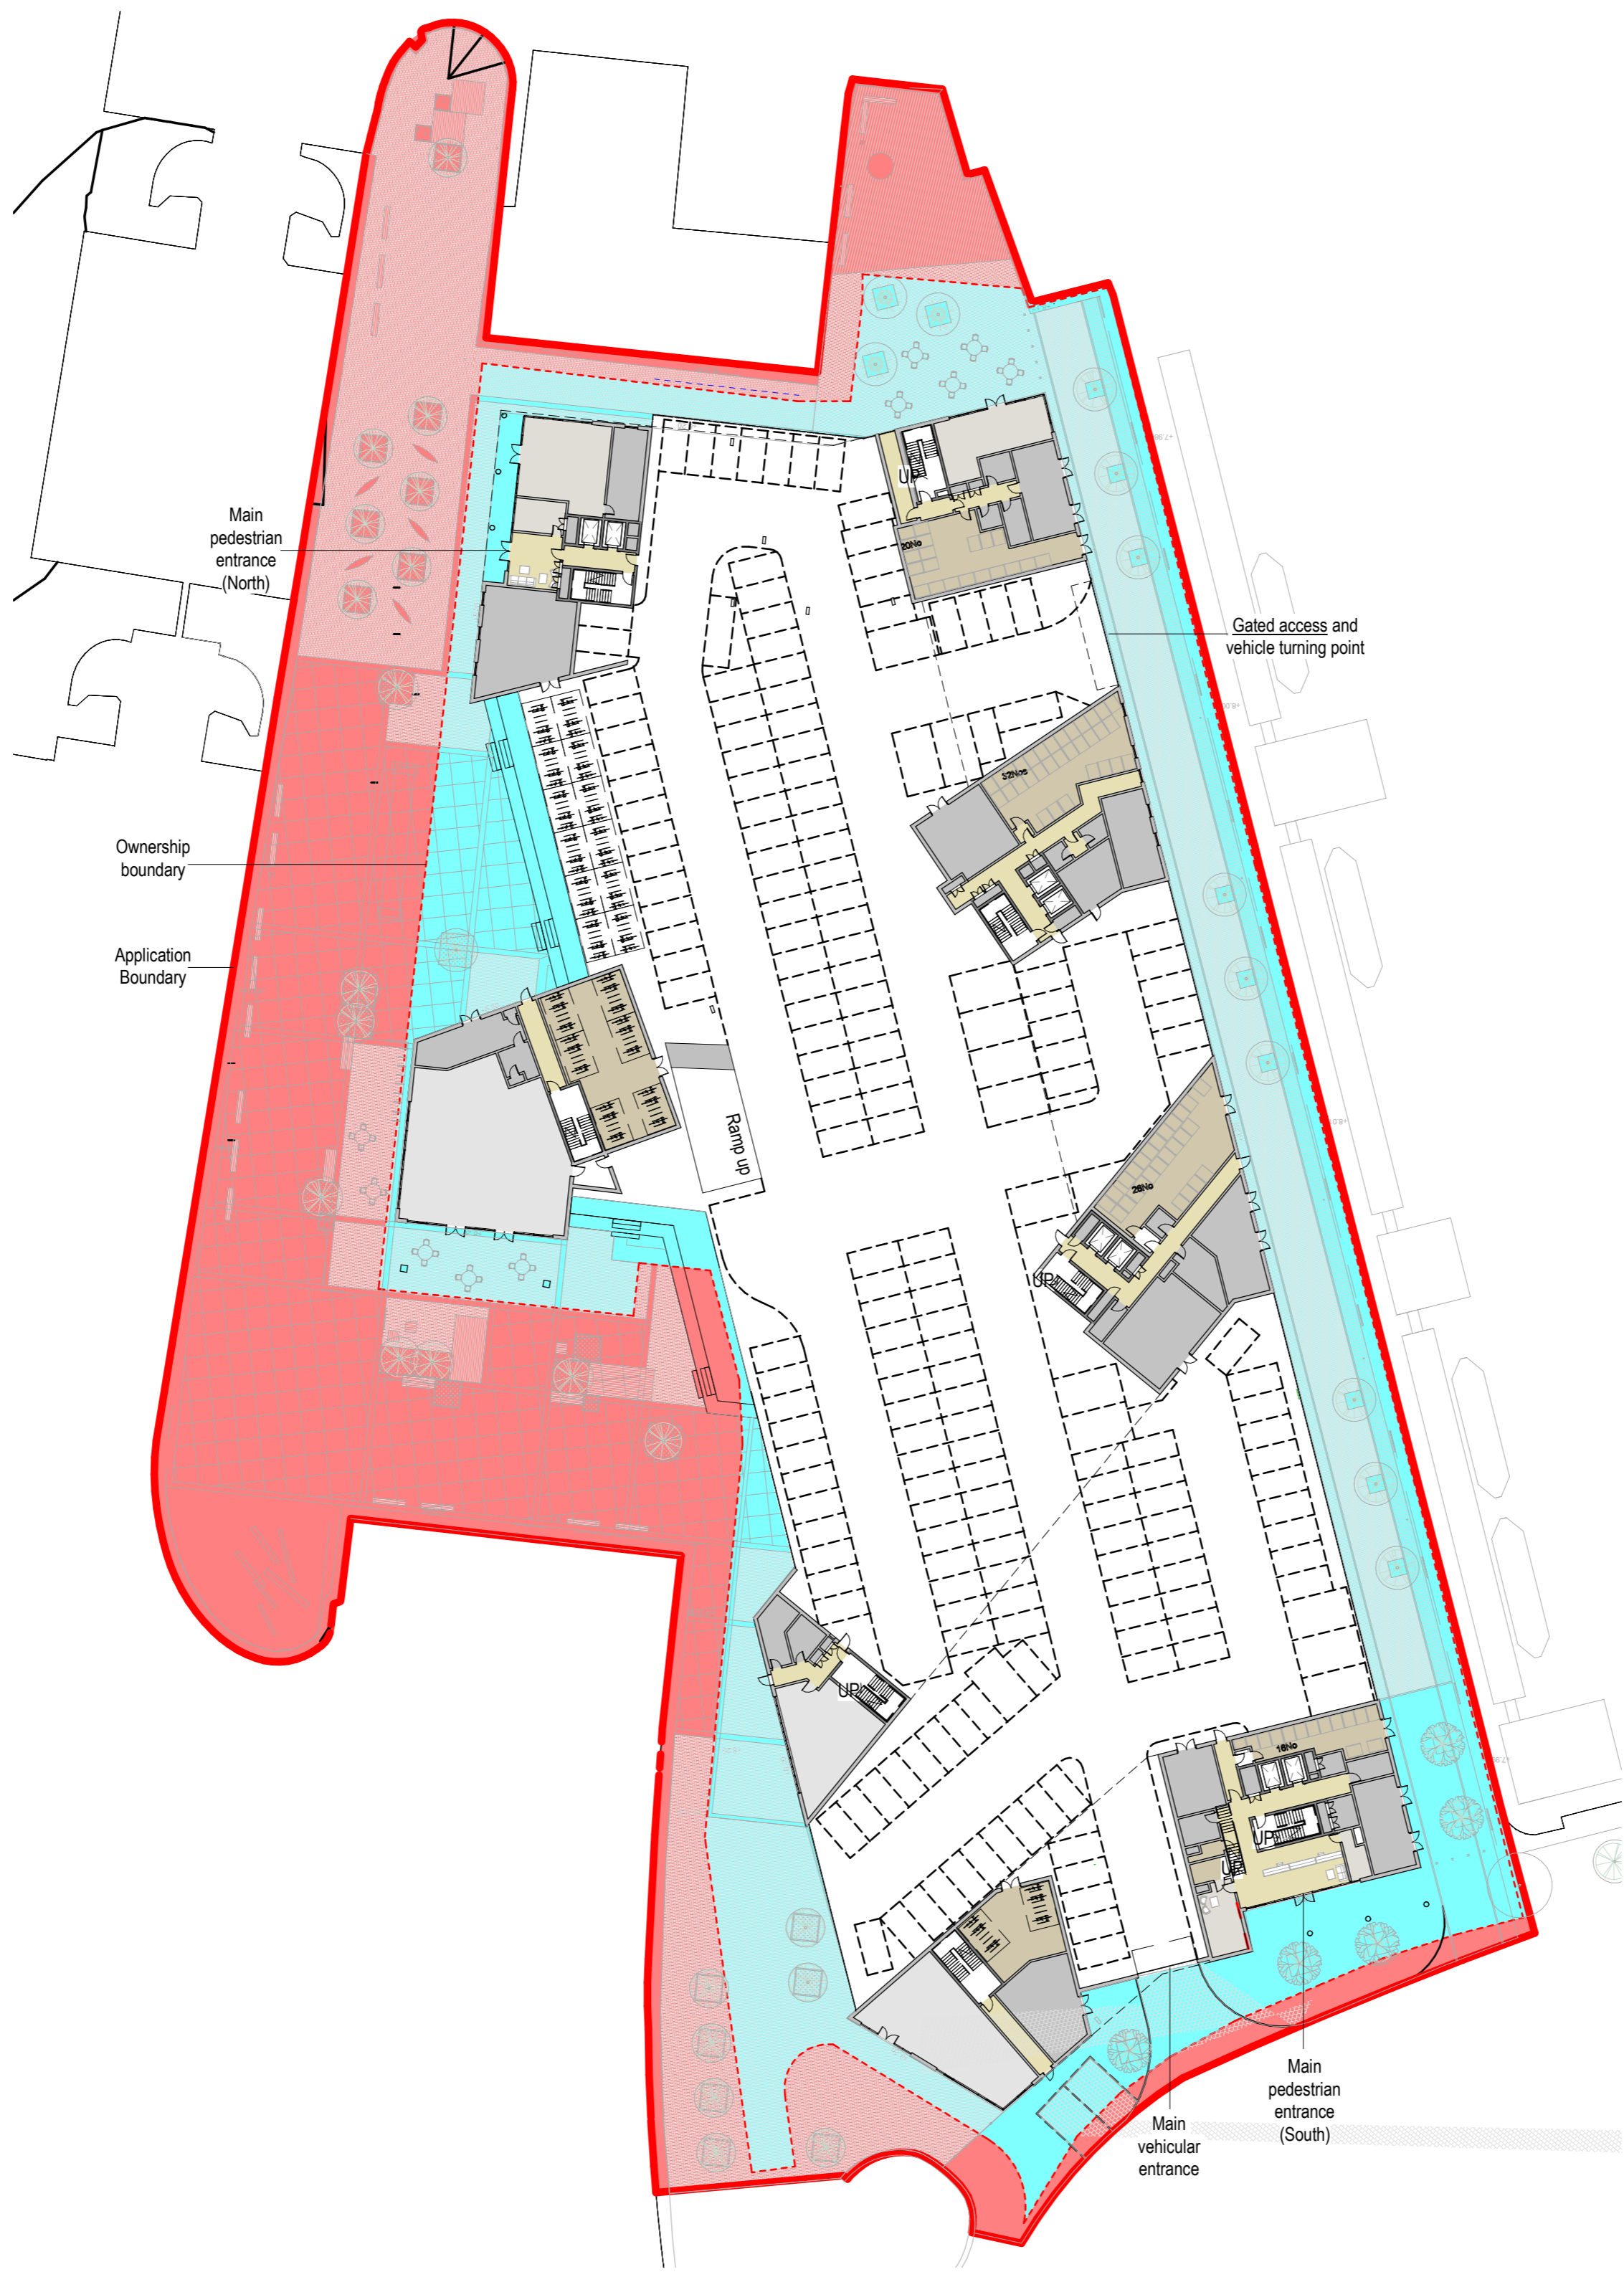 Main
pedestrian
entrance
(North)
UP
20No
Gated access and
vehicle turning point
32Nos
Ownership
boundary
Application
Boundary
Ramp up
26No
UP
UP
16No
UP
UP
Main
pedestrian
entrance
(South)
Main
vehicular
entrance